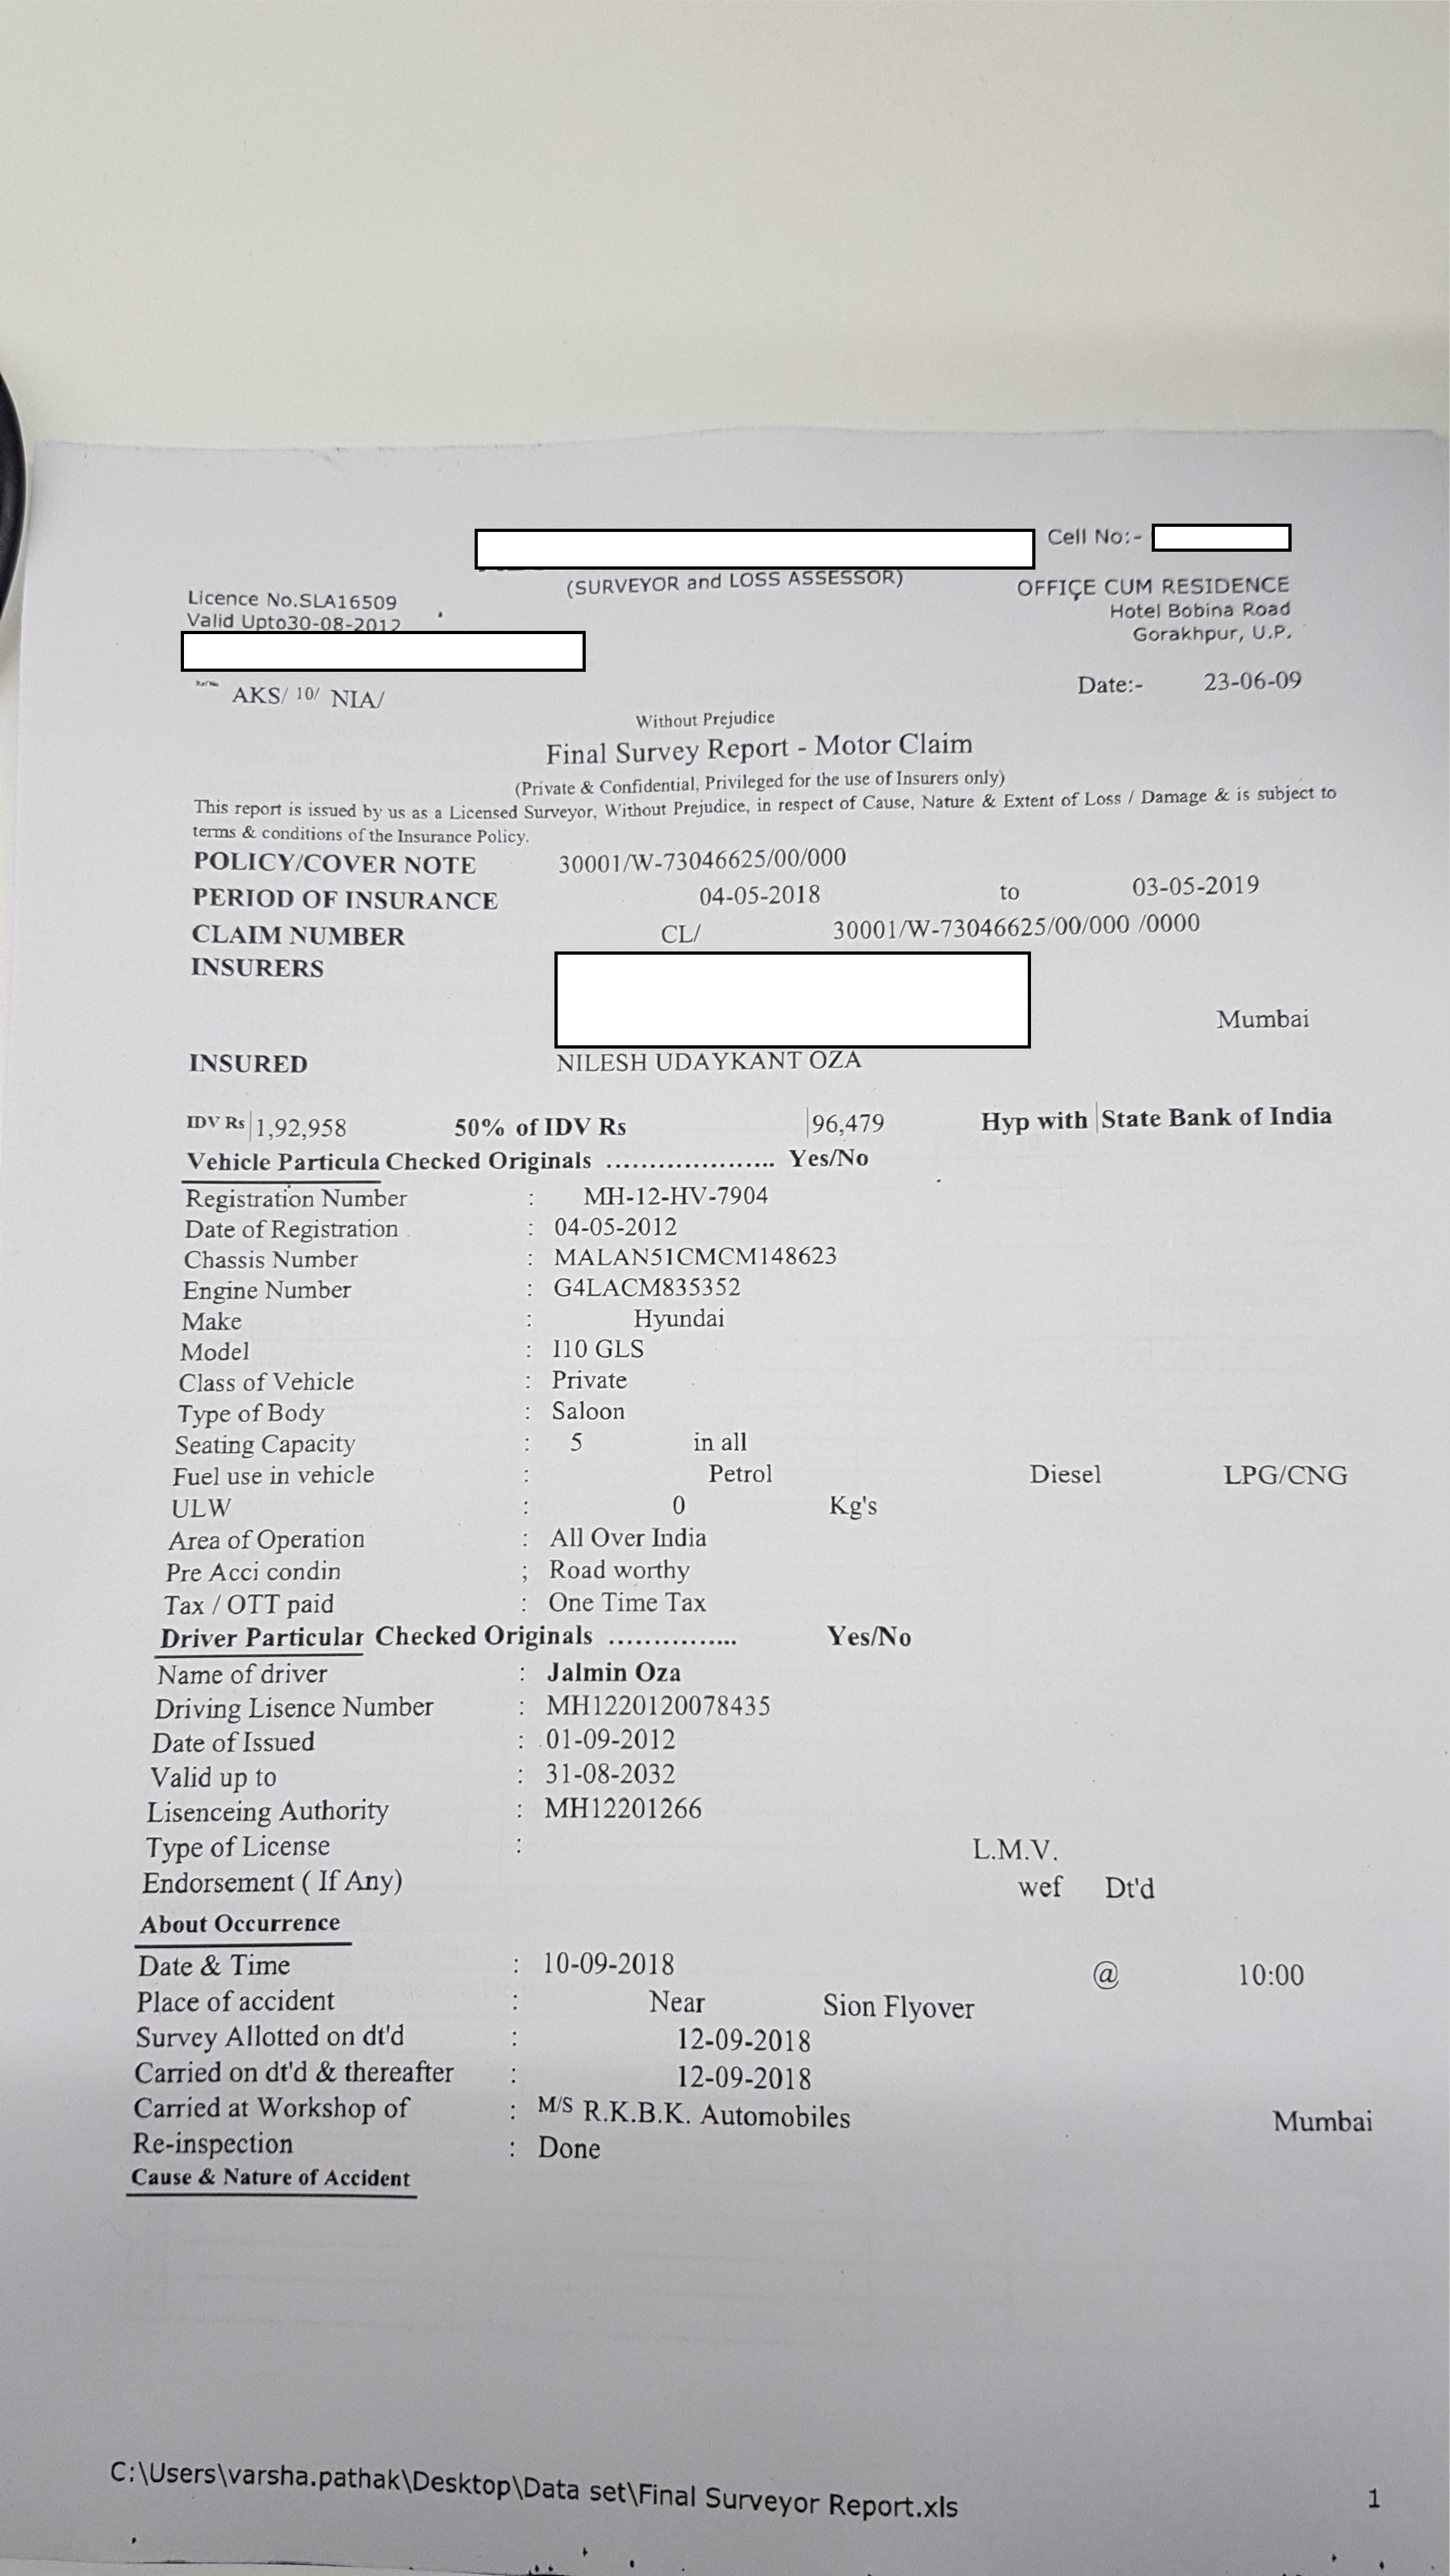 Cell No:-
(SURVEYOR and LOSS ASSESSOR)
OFFICE CUM RESIDENCE
Licence No.SLA16509
Hotel Bobina Road
Valid Upto30-08-2012
Gorakhpur, U.P.
Ref No AKS/ 10/ NIA/
Date:- 23-06-09
Without Prejudice
Final Survey Report - Motor Claim
(Private & Confidential, Privileged for the use of Insurers only)
This report is issued by us as a Licensed Surveyor, Without Prejudice, in respect of Cause, Nature & Extent of Loss / Damage & is subject to
terms & conditions of the Insurance Policy.
POLICY/COVER NOTE 30001/W-73046625/00/000
PERIOD OF INSURANCE 04-05-2018 to 03-05-2019
CLAIM NUMBER CL/ 30001/W-73046625/00/000 /0000
INSURERS
Mumbai
INSURED NILESH UDAYKANT OZA
IDV Rs 1,92,958 50% of IDV Rs 96,479 Hyp with State Bank of India
Vehicle Particula Checked Originals .................... Yes/No
Registration Number : MH-12-HV-7904
Date of Registration : 04-05-2012
Chassis Number : MALAN51CMCM148623
Engine Number : G4LACM835352
Make : Hyundai
Model : I10 GLS
Class of Vehicle : Private
Type of Body : Saloon
Seating Capacity : 5 in all
Fuel use in vehicle : Petrol Diesel LPG/CNG
ULW : 0 Kg's
Area of Operation : All Over India
Pre Acci condin ; Road worthy
Tax / OTT paid : One Time Tax
Driver Particular Checked Originals ............... Yes/No
Name of driver : Jalmin Oza
Driving Lisence Number : MH1220120078435
Date of Issued : 01-09-2012
Valid up to : 31-08-2032
Lisenceing Authority : MH12201266
Type of License : L.M.V.
Endorsement ( If Any) wef Dt'd
About Occurrence
Date & Time : 10-09-2018 @ 10:00
Place of accident : Near Sion Flyover
Survey Allotted on dt'd : 12-09-2018
Carried on dt'd & thereafter : 12-09-2018
Carried at Workshop of : M/S R.K.B.K. Automobiles Mumbai
Re-inspection : Done
Cause & Nature of Accident
C:\Users\varsha.pathak\Desktop\Data set\Final Surveyor Report.xls 1